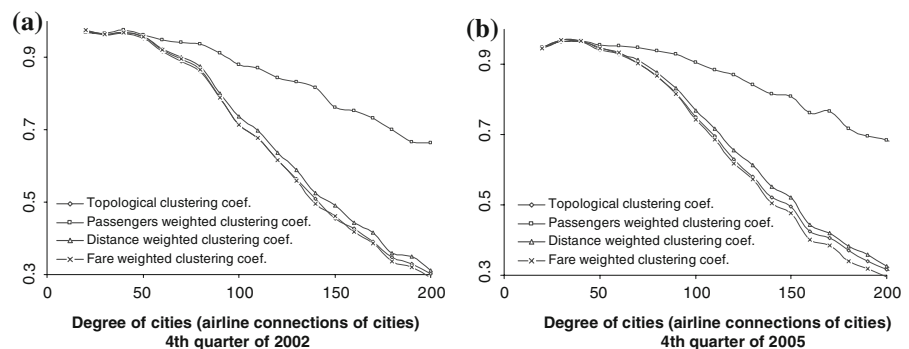 (a)
0.9
0.7
0.5
0.3
Topological clustering coef.
Passengers weighted clustering coef.
Distance weighted clustering coef.
Fare weighted clustering coef.
0 50 100 150 200
Degree of cities (airline connections of cities)
4th quarter of 2002
(b)
0.9
0.7
0.5
0.3
Topological clustering coef.
Passengers weighted clustering coef.
Distance weighted clustering coef.
Fare weighted clustering coef.
0 50 100 150 200
Degree of cities (airline connections of cities)
4th quarter of 2005